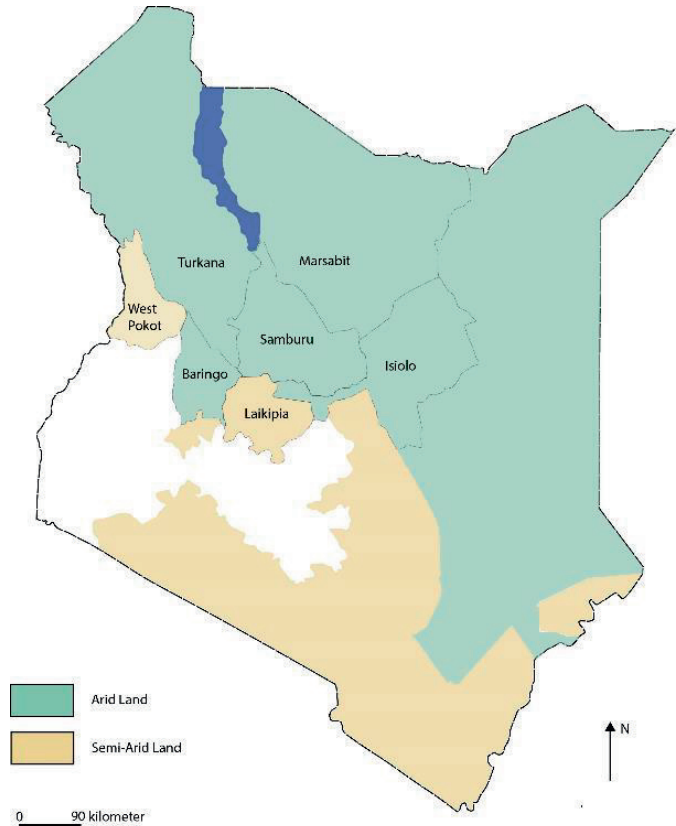 Turkana
Marsabit
West
Pokot
Samburu
Isiolo
Baringo
Laikipia
Arid Land
Semi-Arid Land
N
0 90 kilometer